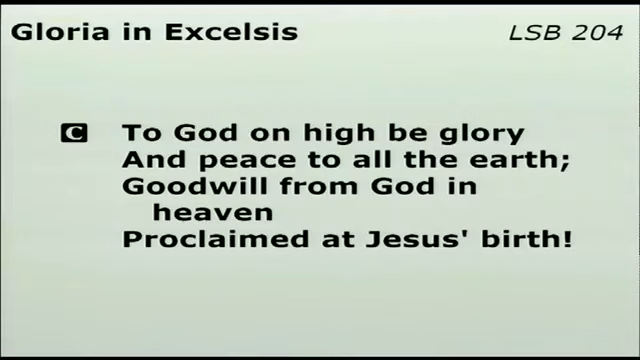 Gloria in Excelsis LSB 204
C To God on high be glory
And peace to all the earth;
Goodwill from God in
heaven
Proclaimed at Jesus' birth!